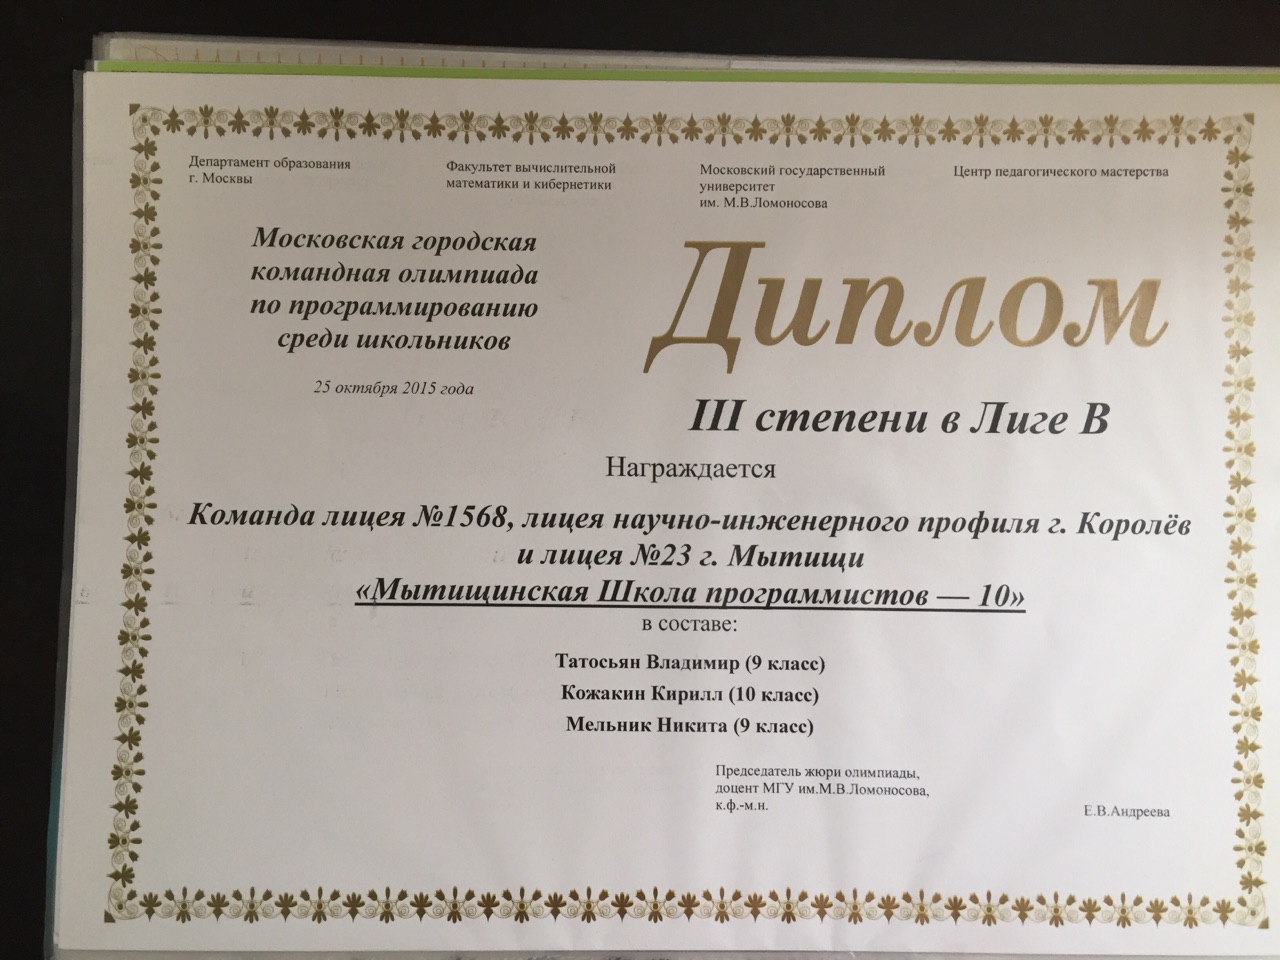 Департамент образования
г. Москвы
Факультет вычислительной
математики и кибернетики
Московский государственный
университет
им. М.В.Ломоносова
Центр педагогического мастерства
Московская городская
командная олимпиада
по программированию
среди школьников
25 октября 2015 года
Диплом
III степени в Лиге В
Награждается
Команда лицея №1568, лицея научно-инженерного профиля г. Королёв
и лицея №23 г. Мытищи
«Мытищинская Школа программистов — 10»
в составе:
Татосьян Владимир (9 класс)
Кожакин Кирилл (10 класс)
Мельник Никита (9 класс)
Председатель жюри олимпиады,
доцент МГУ им.М.В.Ломоносова,
к.ф.-м.н.
Е.В.Андреева